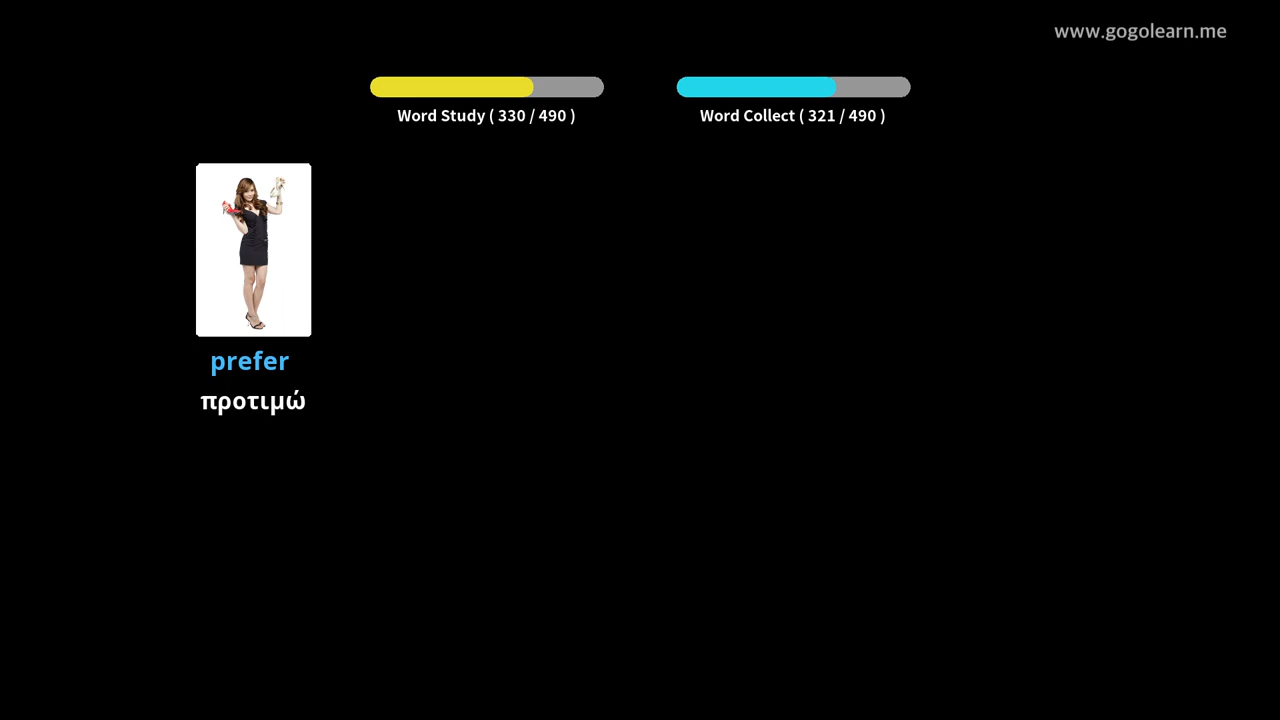 www.gogolearn.me
Word Study ( 330 / 490 )
Word Collect ( 321 / 490 )
prefer
προτιμώ